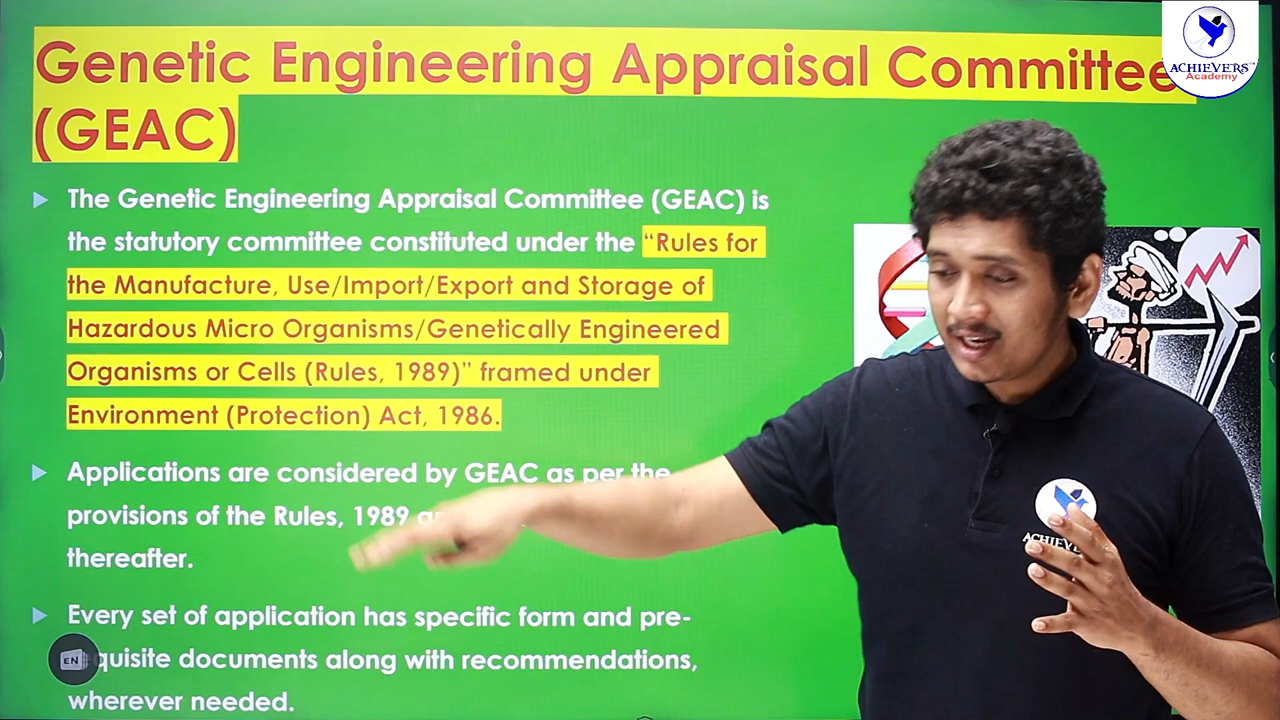 Genetic Engineering Appraisal Committee
(GEAC)
ACHIEVERS
Academy
The Genetic Engineering Appraisal Committee (GEAC) is
the statutory committee constituted under the “Rules for
the Manufacture, Use/Import/Export and Storage of
Hazardous Micro Organisms/Genetically Engineered
Organisms or Cells (Rules, 1989)” framed under
Environment (Protection) Act, 1986.
Applications are considered by GEAC as per the
provisions of the Rules, 1989
thereafter.
Every set of application has specific form and pre-
quisite documents along with recommendations,
wherever needed.
EN